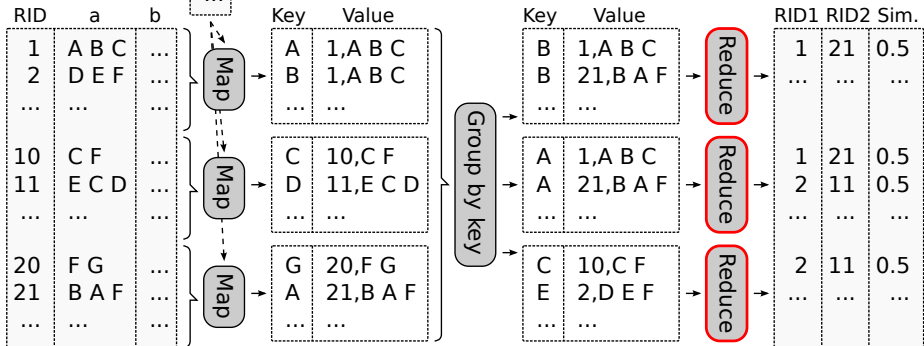 ...
RID a b Key Value Key Value RID1 RID2 Sim.
1 A B C ... A 1,A B C B 1,A B C 1 21 0.5
2 D E F ... B 1,A B C B 21,B A F ... ... ...
... ... ... ... ... ...
Map
Reduce
10 C F ... C 10,C F A 1,A B C 1 21 0.5
11 E C D ... D 11,E C D A 21,B A F 2 11 0.5
... ... ... ... ... ... ... ... ...
Map
Group by key
Reduce
20 F G ... G 20,F G C 10,C F 2 11 0.5
21 B A F ... A 21,B A F E 2,D E F ... ... ...
... ... ... ... ... ...
Map
Reduce